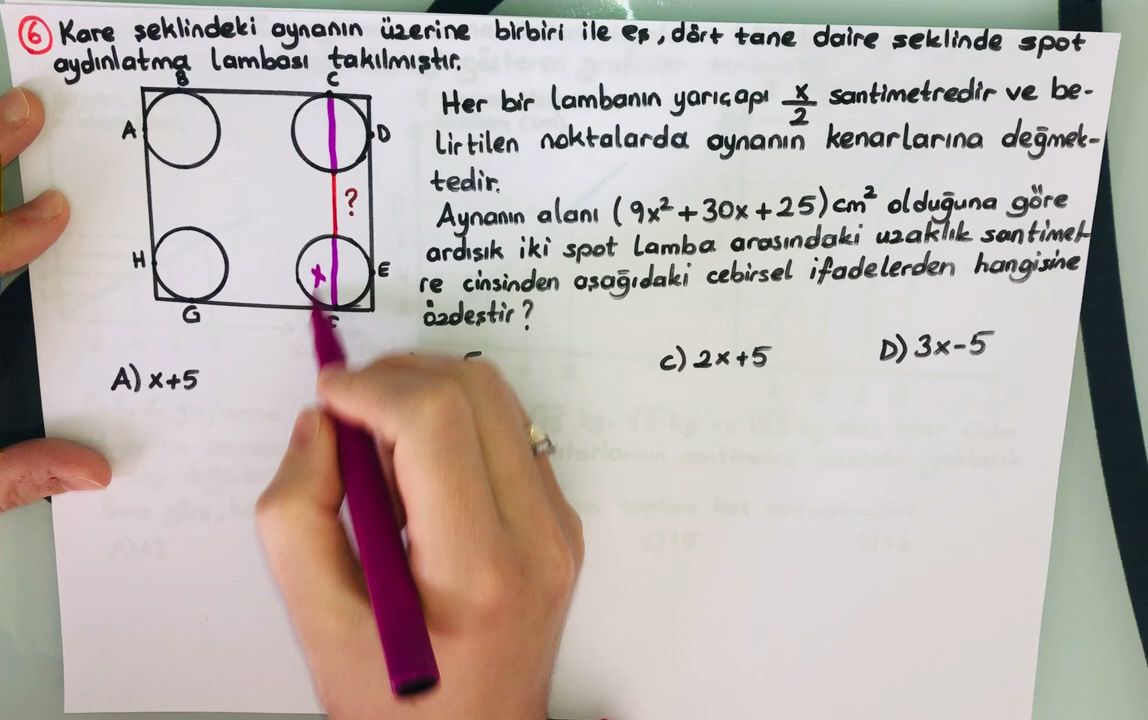 6 Kare şeklindeki aynanın üzerine birbiri ile eş, dört tane daire şeklinde spot
aydınlatma lambası takılmıştır.
B C
A D
?
H x E
G
Her bir lambanın yarıçapı x/2 santimetredir ve be-
lirtilen noktalarda aynanın kenarlarına değmek-
tedir.
Aynanın alanı (9x²+30x+25) cm² olduğuna göre
ardışık iki spot lamba arasındaki uzaklık santimet
re cinsinden aşağıdaki cebirsel ifadelerden hangisine
özdeştir?
A) x+5
C) 2x+5
D) 3x-5